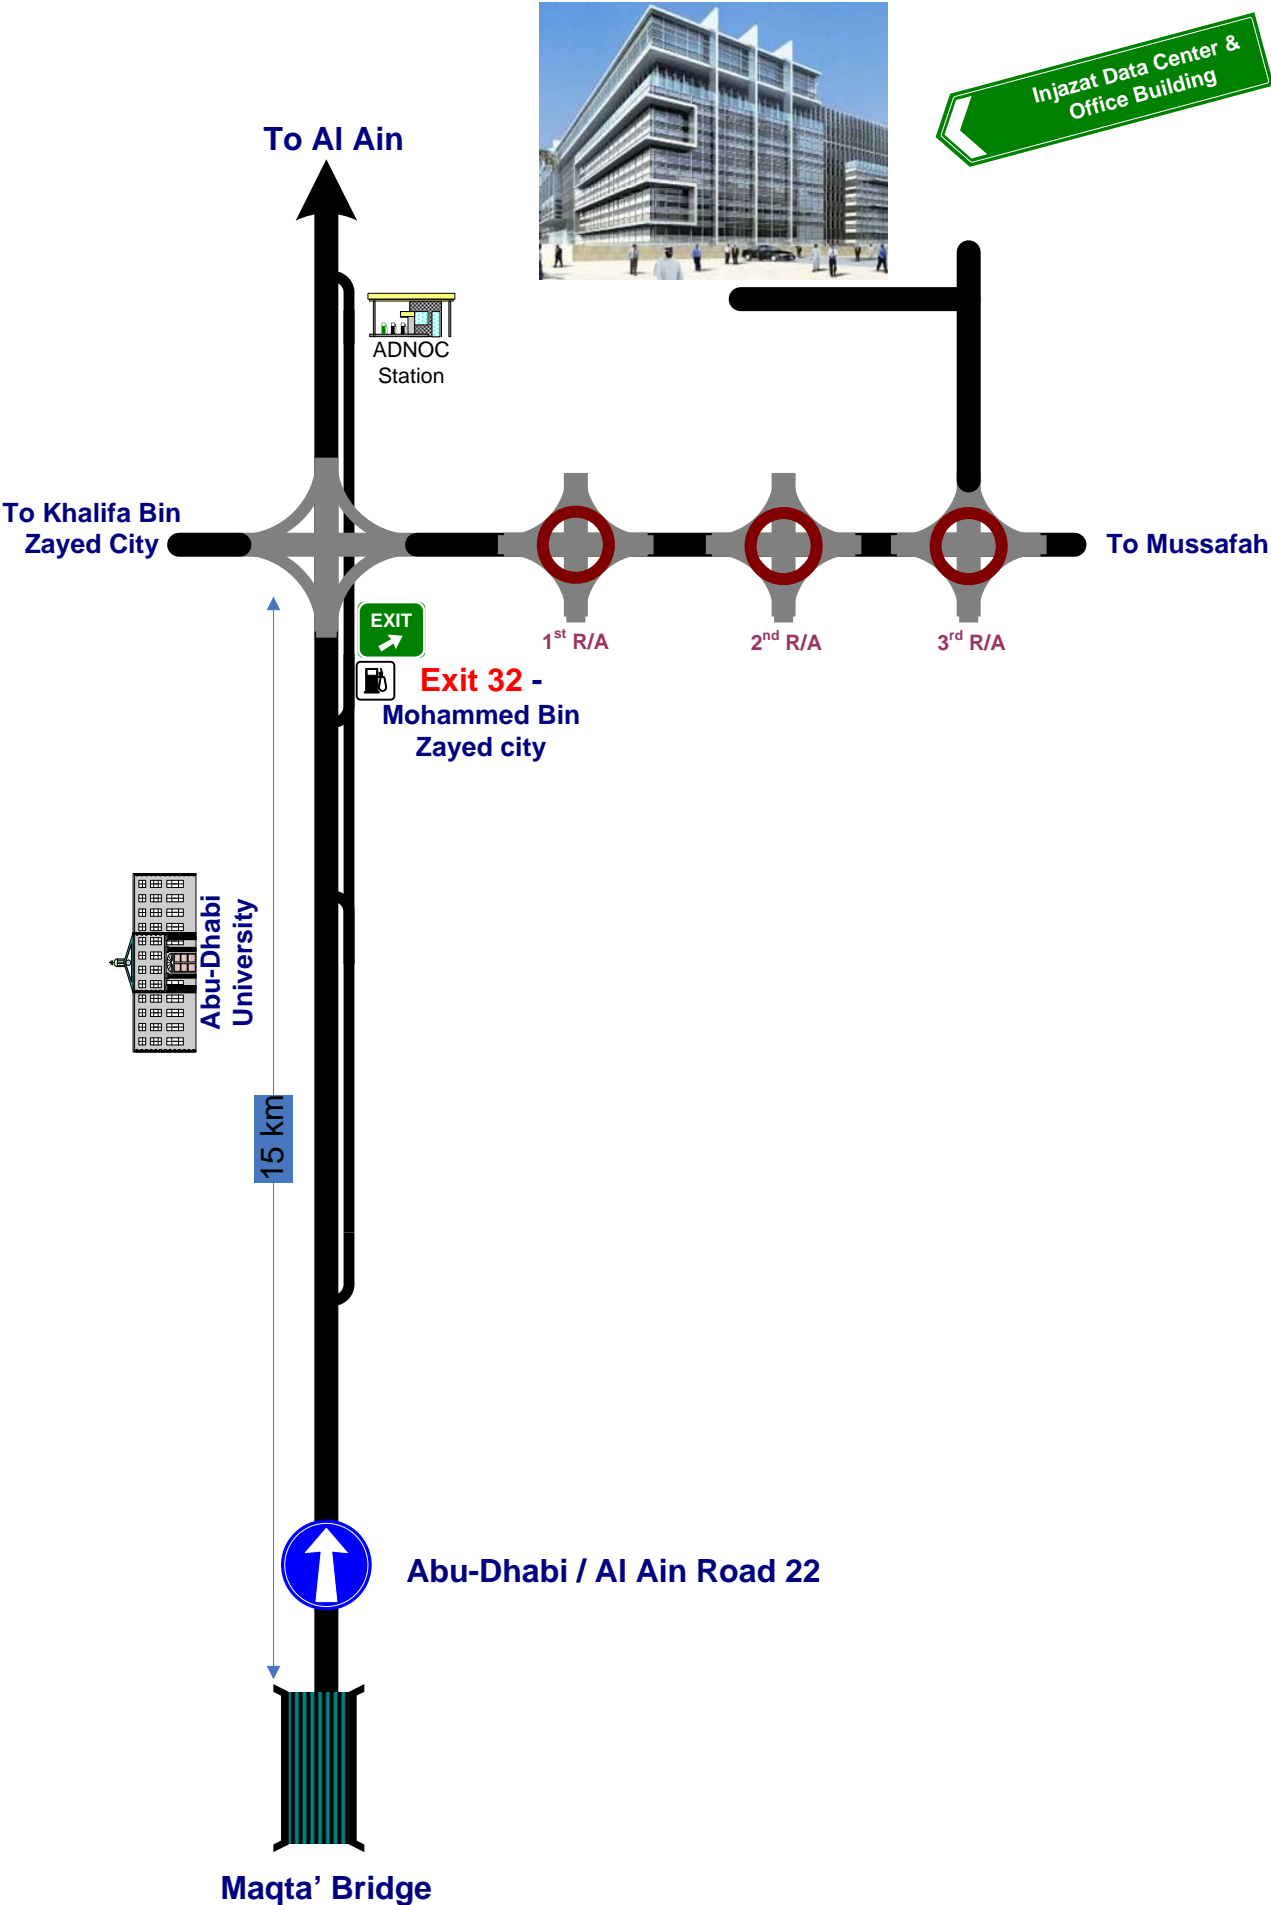 Injazat Data Center &
Office Building
To Al Ain
ADNOC
Station
To Khalifa Bin
Zayed City
To Mussafah
EXIT
1st R/A
2nd R/A
3rd R/A
Exit 32 -
Mohammed Bin
Zayed city
Abu-Dhabi
University
15 km
Abu-Dhabi / Al Ain Road 22
Maqta’ Bridge